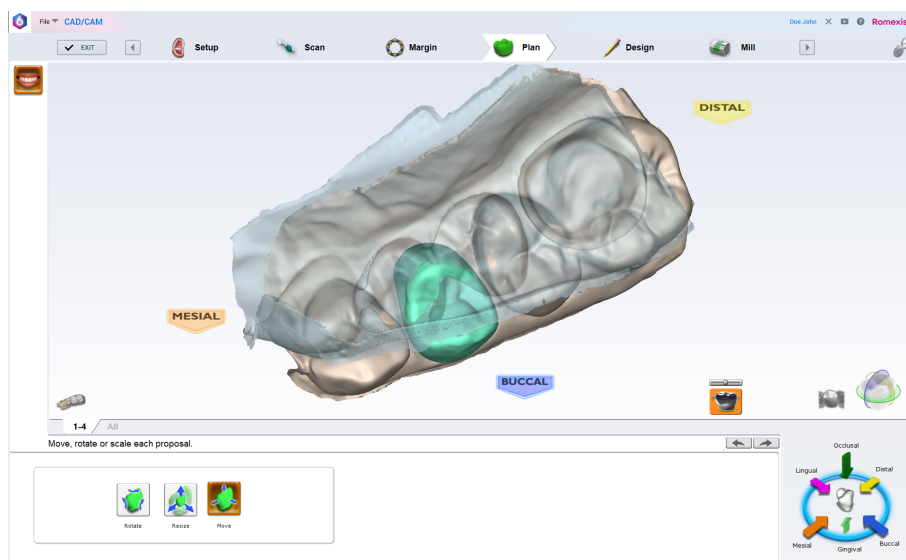 File CAD/CAM
Doe John
Romexis
EXIT
Setup
Scan
Margin
Plan
Design
Mill
DISTAL
MESIAL
BUCCAL
1-4
All
Move, rotate or scale each proposal.
Occlusal
Lingual
Distal
Rotate
Resize
Move
Mesial
Buccal
Gingival